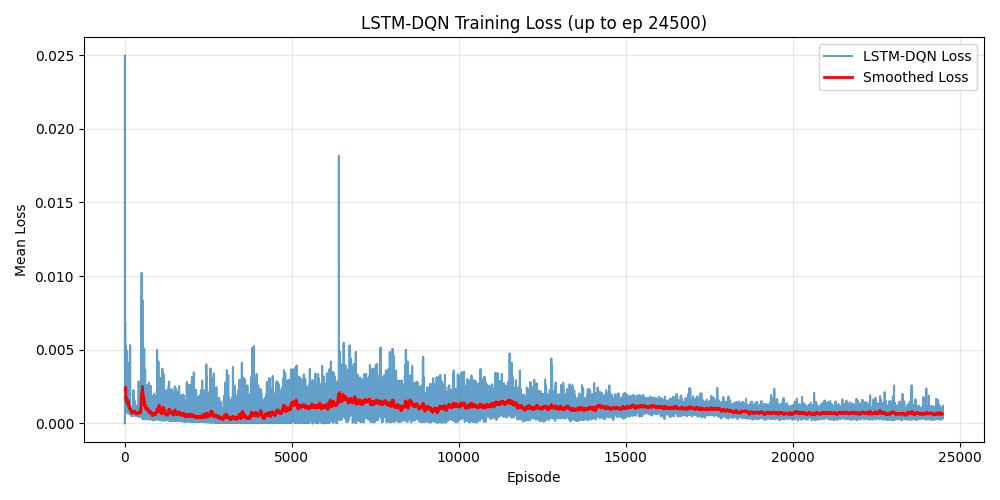 LSTM-DQN Training Loss (up to ep 24500)
LSTM-DQN Loss
Smoothed Loss
Mean Loss
0.025
0.020
0.015
0.010
0.005
0.000
0
5000
10000
15000
20000
25000
Episode